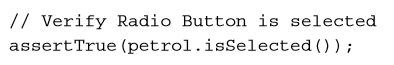 // Verify Radio Button is selected
assertTrue(petrol.isSelected());